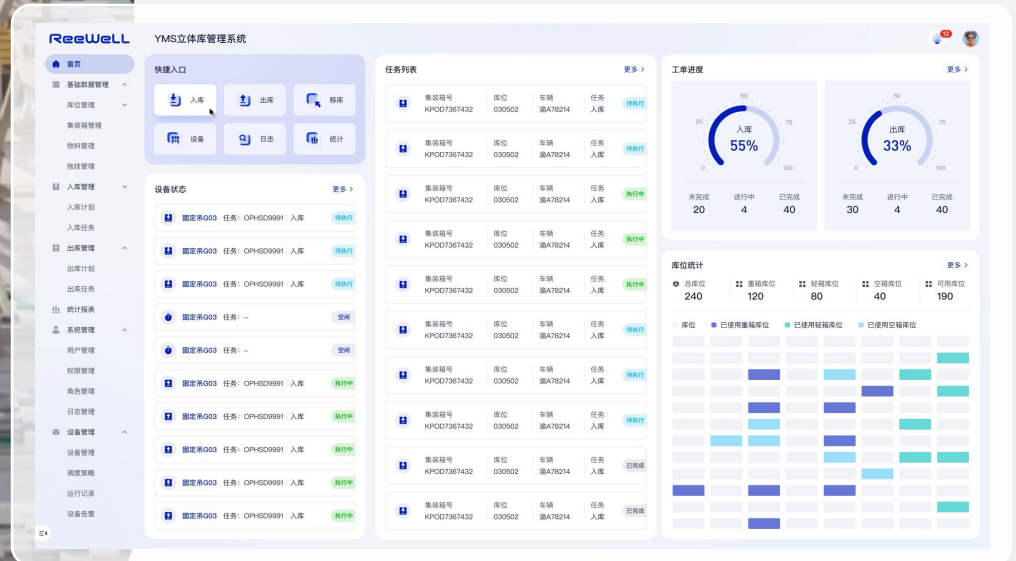 ReeWell
YMS立体库管理系统
12
首页
基础数据管理
库位管理
集装箱管理
物料管理
拖挂管理
入库管理
入库计划
入库任务
出库管理
出库计划
出库任务
统计报表
系统管理
用户管理
权限管理
角色管理
日志管理
设备管理
设备管理
调度策略
运行记录
设备告警
快捷入口
入库 出库 移库
设备 日志 统计
设备状态 更多 >
固定吊G03 任务：OPHSD9991 入库 待执行
固定吊G03 任务：OPHSD9991 入库 待执行
固定吊G03 任务：OPHSD9991 入库 待执行
固定吊G03 任务：- 空闲
固定吊G03 任务：- 空闲
固定吊G03 任务：OPHSD9991 入库 执行中
固定吊G03 任务：OPHSD9991 入库 执行中
固定吊G03 任务：OPHSD9991 入库 执行中
固定吊G03 任务：OPHSD9991 入库 执行中
固定吊G03 任务：OPHSD9991 入库 执行中
任务列表 更多 >
集装箱号 库位 车辆 任务 待执行
KPOD7367432 030502 渝A78214 入库
集装箱号 库位 车辆 任务 待执行
KPOD7367432 030502 渝A78214 入库
集装箱号 库位 车辆 任务 执行中
KPOD7367432 030502 渝A78214 入库
集装箱号 库位 车辆 任务 执行中
KPOD7367432 030502 渝A78214 入库
集装箱号 库位 车辆 任务 执行中
KPOD7367432 030502 渝A78214 入库
集装箱号 库位 车辆 任务 待执行
KPOD7367432 030502 渝A78214 入库
集装箱号 库位 车辆 任务 待执行
KPOD7367432 030502 渝A78214 入库
集装箱号 库位 车辆 任务 待执行
KPOD7367432 030502 渝A78214 入库
集装箱号 库位 车辆 任务 已完成
KPOD7367432 030502 渝A78214 入库
集装箱号 库位 车辆 任务 已完成
KPOD7367432 030502 渝A78214 入库
工单进度 更多 >
50
25 75
入库
55%
0 100
未完成 进行中 已完成
20 4 40
50
25 75
出库
33%
0 100
未完成 进行中 已完成
30 4 40
库位统计 更多 >
总库位 重箱库位 轻箱库位 空箱库位 可用库位
240 120 80 40 190
库位 已使用重箱库位 已使用轻箱库位 已使用空箱库位